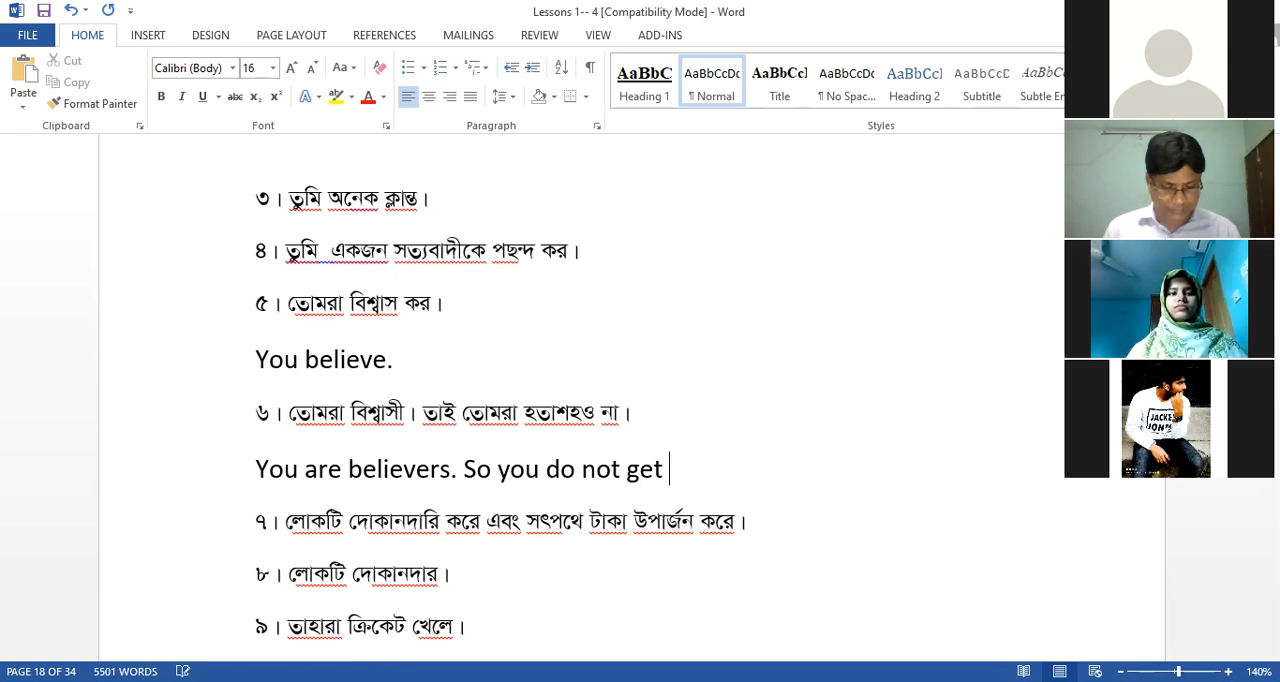 Lessons 1-- 4 [Compatibility Mode] - Word
FILE HOME INSERT DESIGN PAGE LAYOUT REFERENCES MAILINGS REVIEW VIEW ADD-INS
Paste
Cut
Copy
Format Painter
Clipboard
Calibri (Body) 16
Font
Paragraph
AaBbC AaBbCcDc AaBbCcl AaBbCcDc AaBbCcl AaBbCcD AaBbCcD
Heading 1 ¶ Normal Title ¶ No Spac... Heading 2 Subtitle Subtle Em
Styles
৩। তুমি অনেক ক্লান্ত।
৪। তুমি একজন সত্যবাদীকে পছন্দ কর।
৫। তোমরা বিশ্বাস কর।
You believe.
৬। তোমরা বিশ্বাসী। তাই তোমরা হতাশহও না।
You are believers. So you do not get
৭। লোকটি দোকানদারি করে এবং সৎপথে টাকা উপার্জন করে।
৮। লোকটি দোকানদার।
৯। তাহারা ক্রিকেট খেলে।
JACK
JONE
PAGE 18 OF 34 5501 WORDS 140%